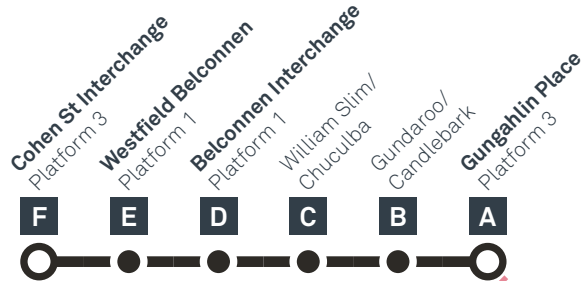 Cohen St Interchange
Platform 3
Westfield Belconnen
Platform 1
Belconnen Interchange
Platform 1
William Slim/
Chuculba
Gundaroo/
Candlebark
Gungahlin Place
Platform 3
F
E
D
C
B
A